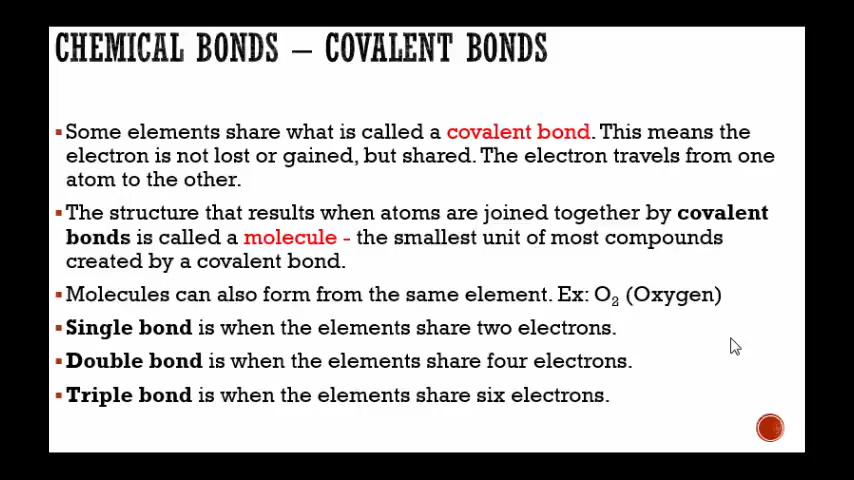 CHEMICAL BONDS – COVALENT BONDS
▪Some elements share what is called a covalent bond. This means the
electron is not lost or gained, but shared. The electron travels from one
atom to the other.
▪The structure that results when atoms are joined together by covalent
bonds is called a molecule - the smallest unit of most compounds
created by a covalent bond.
▪Molecules can also form from the same element. Ex: O₂ (Oxygen)
▪Single bond is when the elements share two electrons.
▪Double bond is when the elements share four electrons.
▪Triple bond is when the elements share six electrons.